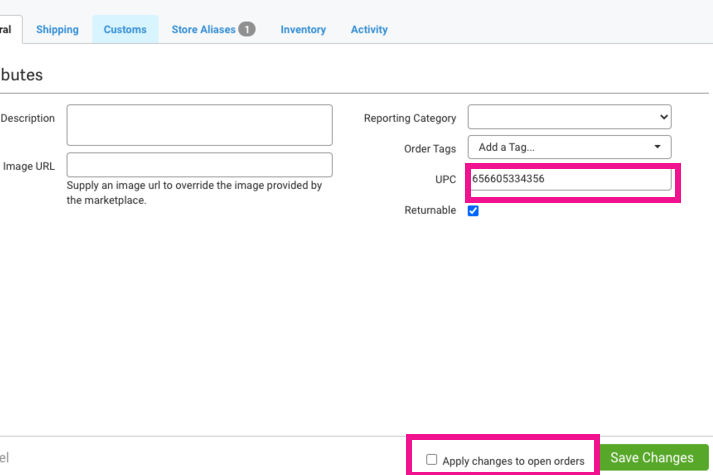 ral Shipping Customs Store Aliases 1 Inventory Activity
butes
Description
Image URL
Supply an image url to override the image provided by
the marketplace.
Reporting Category
Order Tags Add a Tag...
UPC 656605334356
Returnable
el
Apply changes to open orders Save Changes